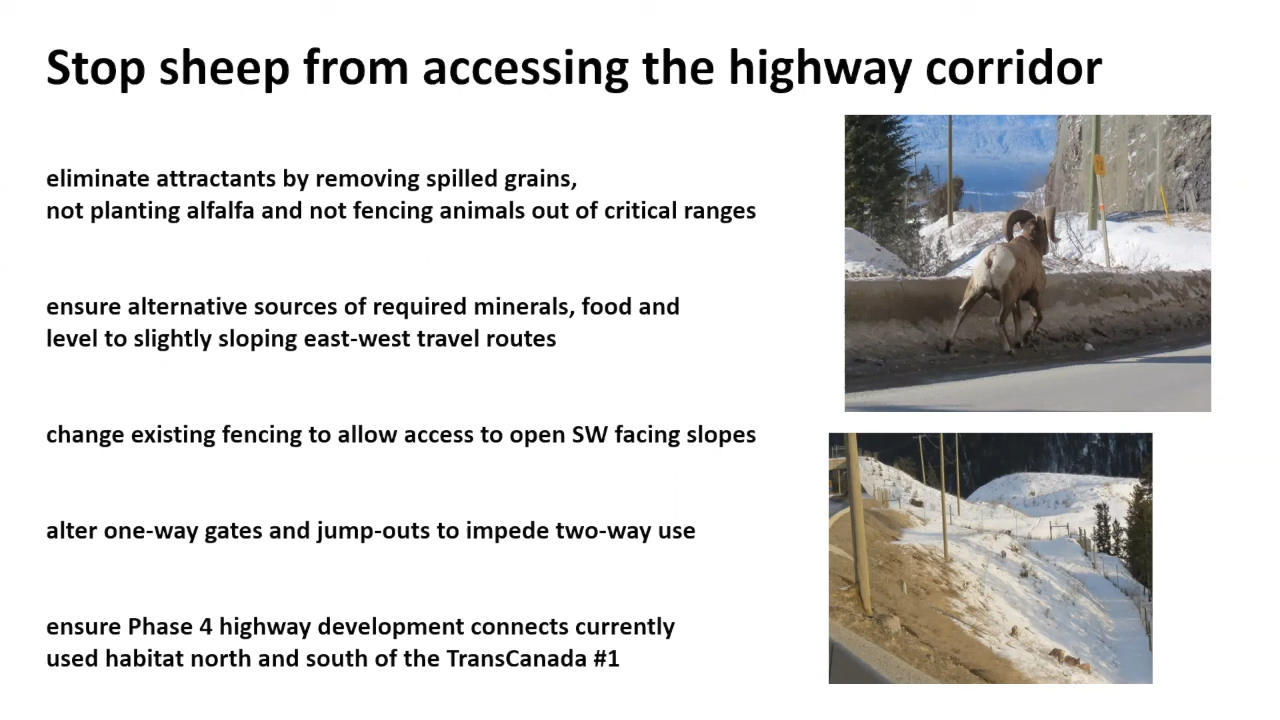 Stop sheep from accessing the highway corridor
eliminate attractants by removing spilled grains,
not planting alfalfa and not fencing animals out of critical ranges
ensure alternative sources of required minerals, food and
level to slightly sloping east-west travel routes
change existing fencing to allow access to open SW facing slopes
alter one-way gates and jump-outs to impede two-way use
ensure Phase 4 highway development connects currently
used habitat north and south of the TransCanada #1